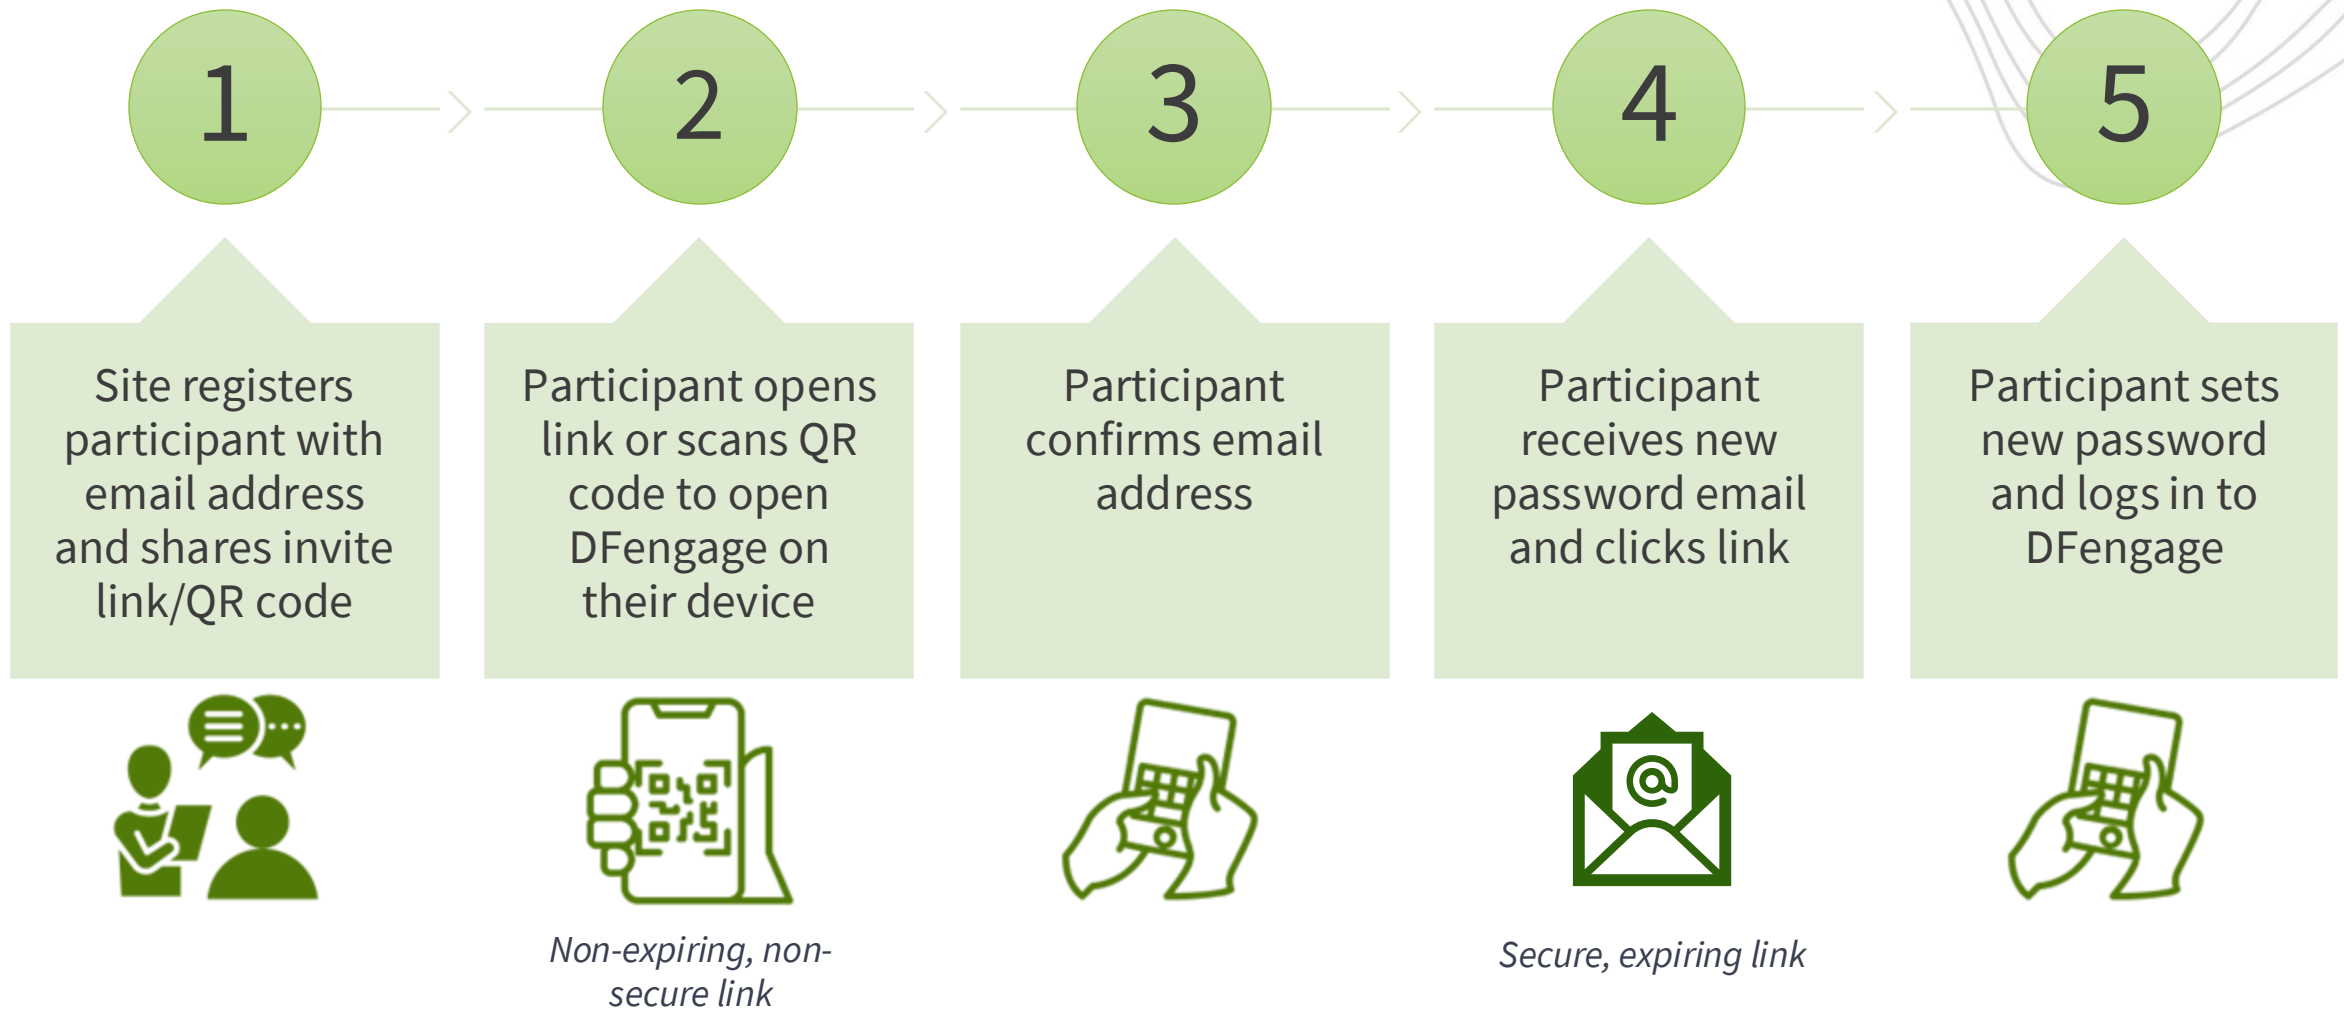 1
2
3
4
5
Site registers
participant with
email address
and shares invite
link/QR code
Participant opens
link or scans QR
code to open
DFengage on
their device
Participant
confirms email
address
Participant
receives new
password email
and clicks link
Participant sets
new password
and logs in to
DFengage
Non-expiring, non-
secure link
Secure, expiring link